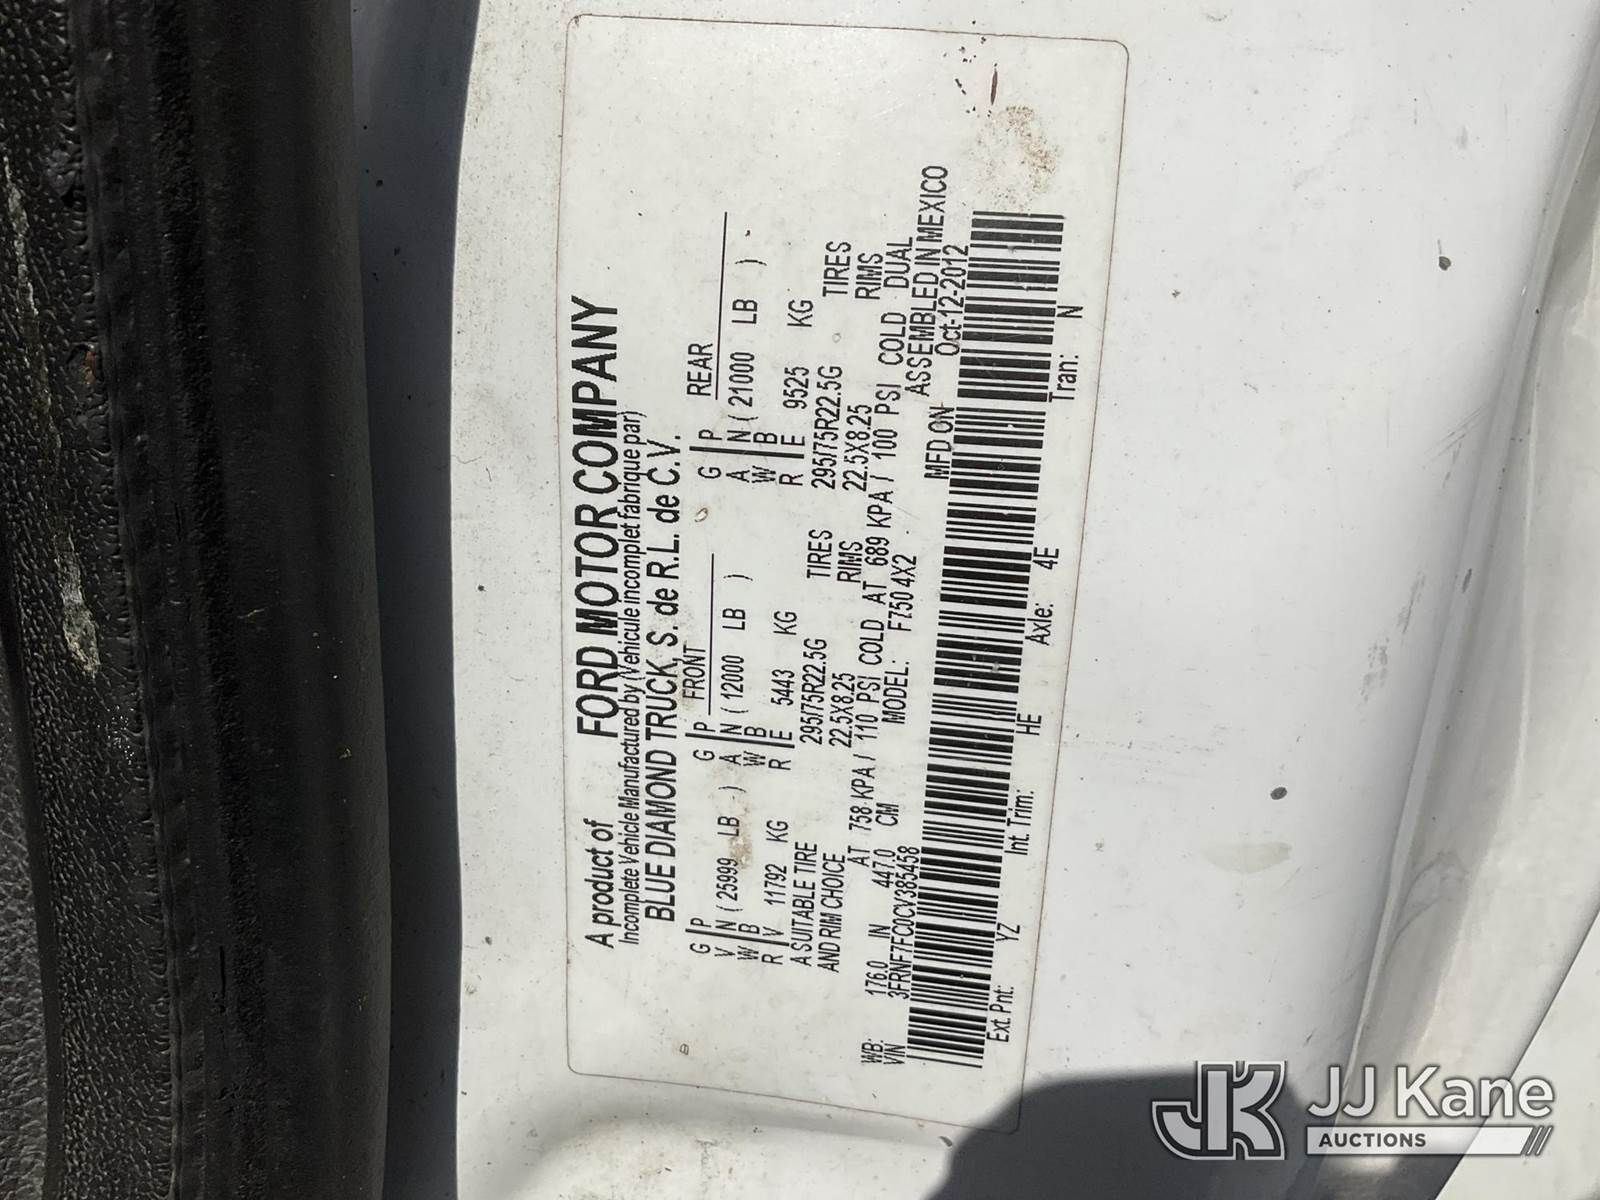 A product of FORD MOTOR COMPANY
Incomplete Vehicle Manufactured by (Vehicule incomplet fabrique par)
BLUE DIAMOND TRUCK, S. de R.L. de C.V.
FRONT REAR
G P G P G P
V N ( 25999 LB ) A N ( 12000 LB ) A N ( 21000 LB )
W B W B W B
R V 11792 KG R E 5443 KG R E 9525 KG
A SUITABLE TIRE 295/75R22.5G TIRES 295/75R22.5G TIRES
AND RIM CHOICE 22.5X8.25 RIMS 22.5X8.25 RIMS
AT 758 KPA / 110 PSI COLD AT 689 KPA / 100 PSI COLD DUAL
WB: 176.0 IN 447.0 CM MODEL: F750 4X2 ASSEMBLED IN MEXICO
VIN 3FRNF7FC0CV385458 MFD ON Oct-12-2012
Ext. Pnt: YZ Int. Trim: HE Axle: 4E Tran: N
JK JJ Kane
AUCTIONS